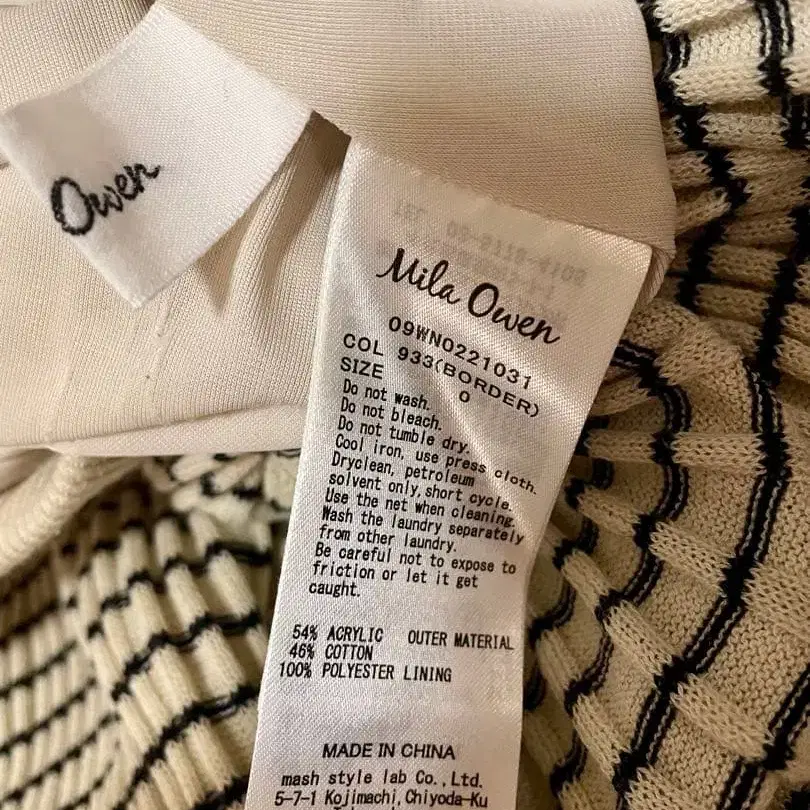 Owen
Mila Owen
09WN0221031
COL 933(BORDER)
SIZE 0
Do not wash.
Do not bleach.
Do not tumble dry.
Cool iron, use press cloth.
Dryclean, petroleum
solvent only, short cycle.
Use the net when cleaning.
Wash the laundry separately
from other laundry.
Be careful not to expose to
friction or let it get
caught.
54% ACRYLIC OUTER MATERIAL
46% COTTON
100% POLYESTER LINING
MADE IN CHINA
mash style lab Co., Ltd.
5-7-1 Kojimachi, Chiyoda-Ku